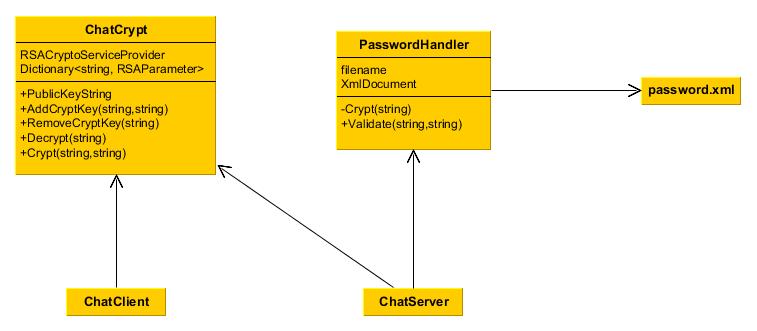 ChatCrypt
RSACryptoServiceProvider
Dictionary<string, RSAParameter>
+PublicKeyString
+AddCryptKey(string,string)
+RemoveCryptKey(string)
+Decrypt(string)
+Crypt(string,string)
PasswordHandler
filename
XmlDocument
-Crypt(string)
+Validate(string,string)
password.xml
ChatClient
ChatServer